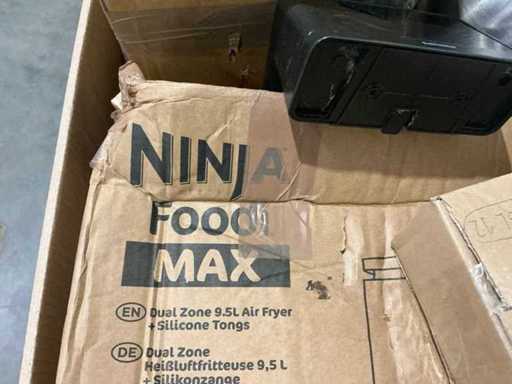 NINJA
FOODI
MAX
EN Dual Zone 9.5L Air Fryer
+ Silicone Tongs
DE Dual Zone
Heißluftfritteuse 9,5 L
+ Silikonzange